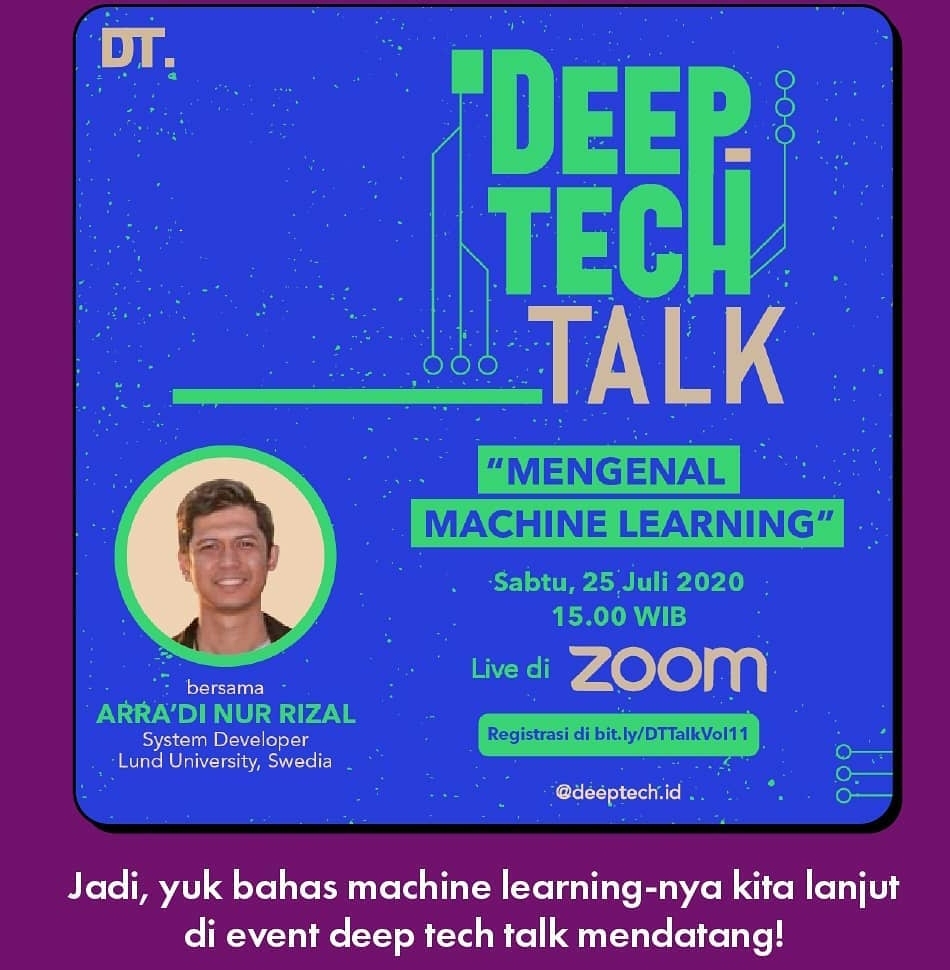 DT.
DEEP
TECH
TALK
"MENGENAL
MACHINE LEARNING"
Sabtu, 25 Juli 2020
15.00 WIB
Live di zoom
Registrasi di bit.ly/DTTalkVol11
@deeptech.id
bersama
ARRA'DI NUR RIZAL
System Developer
Lund University, Swedia
Jadi, yuk bahas machine learning-nya kita lanjut
di event deep tech talk mendatang!